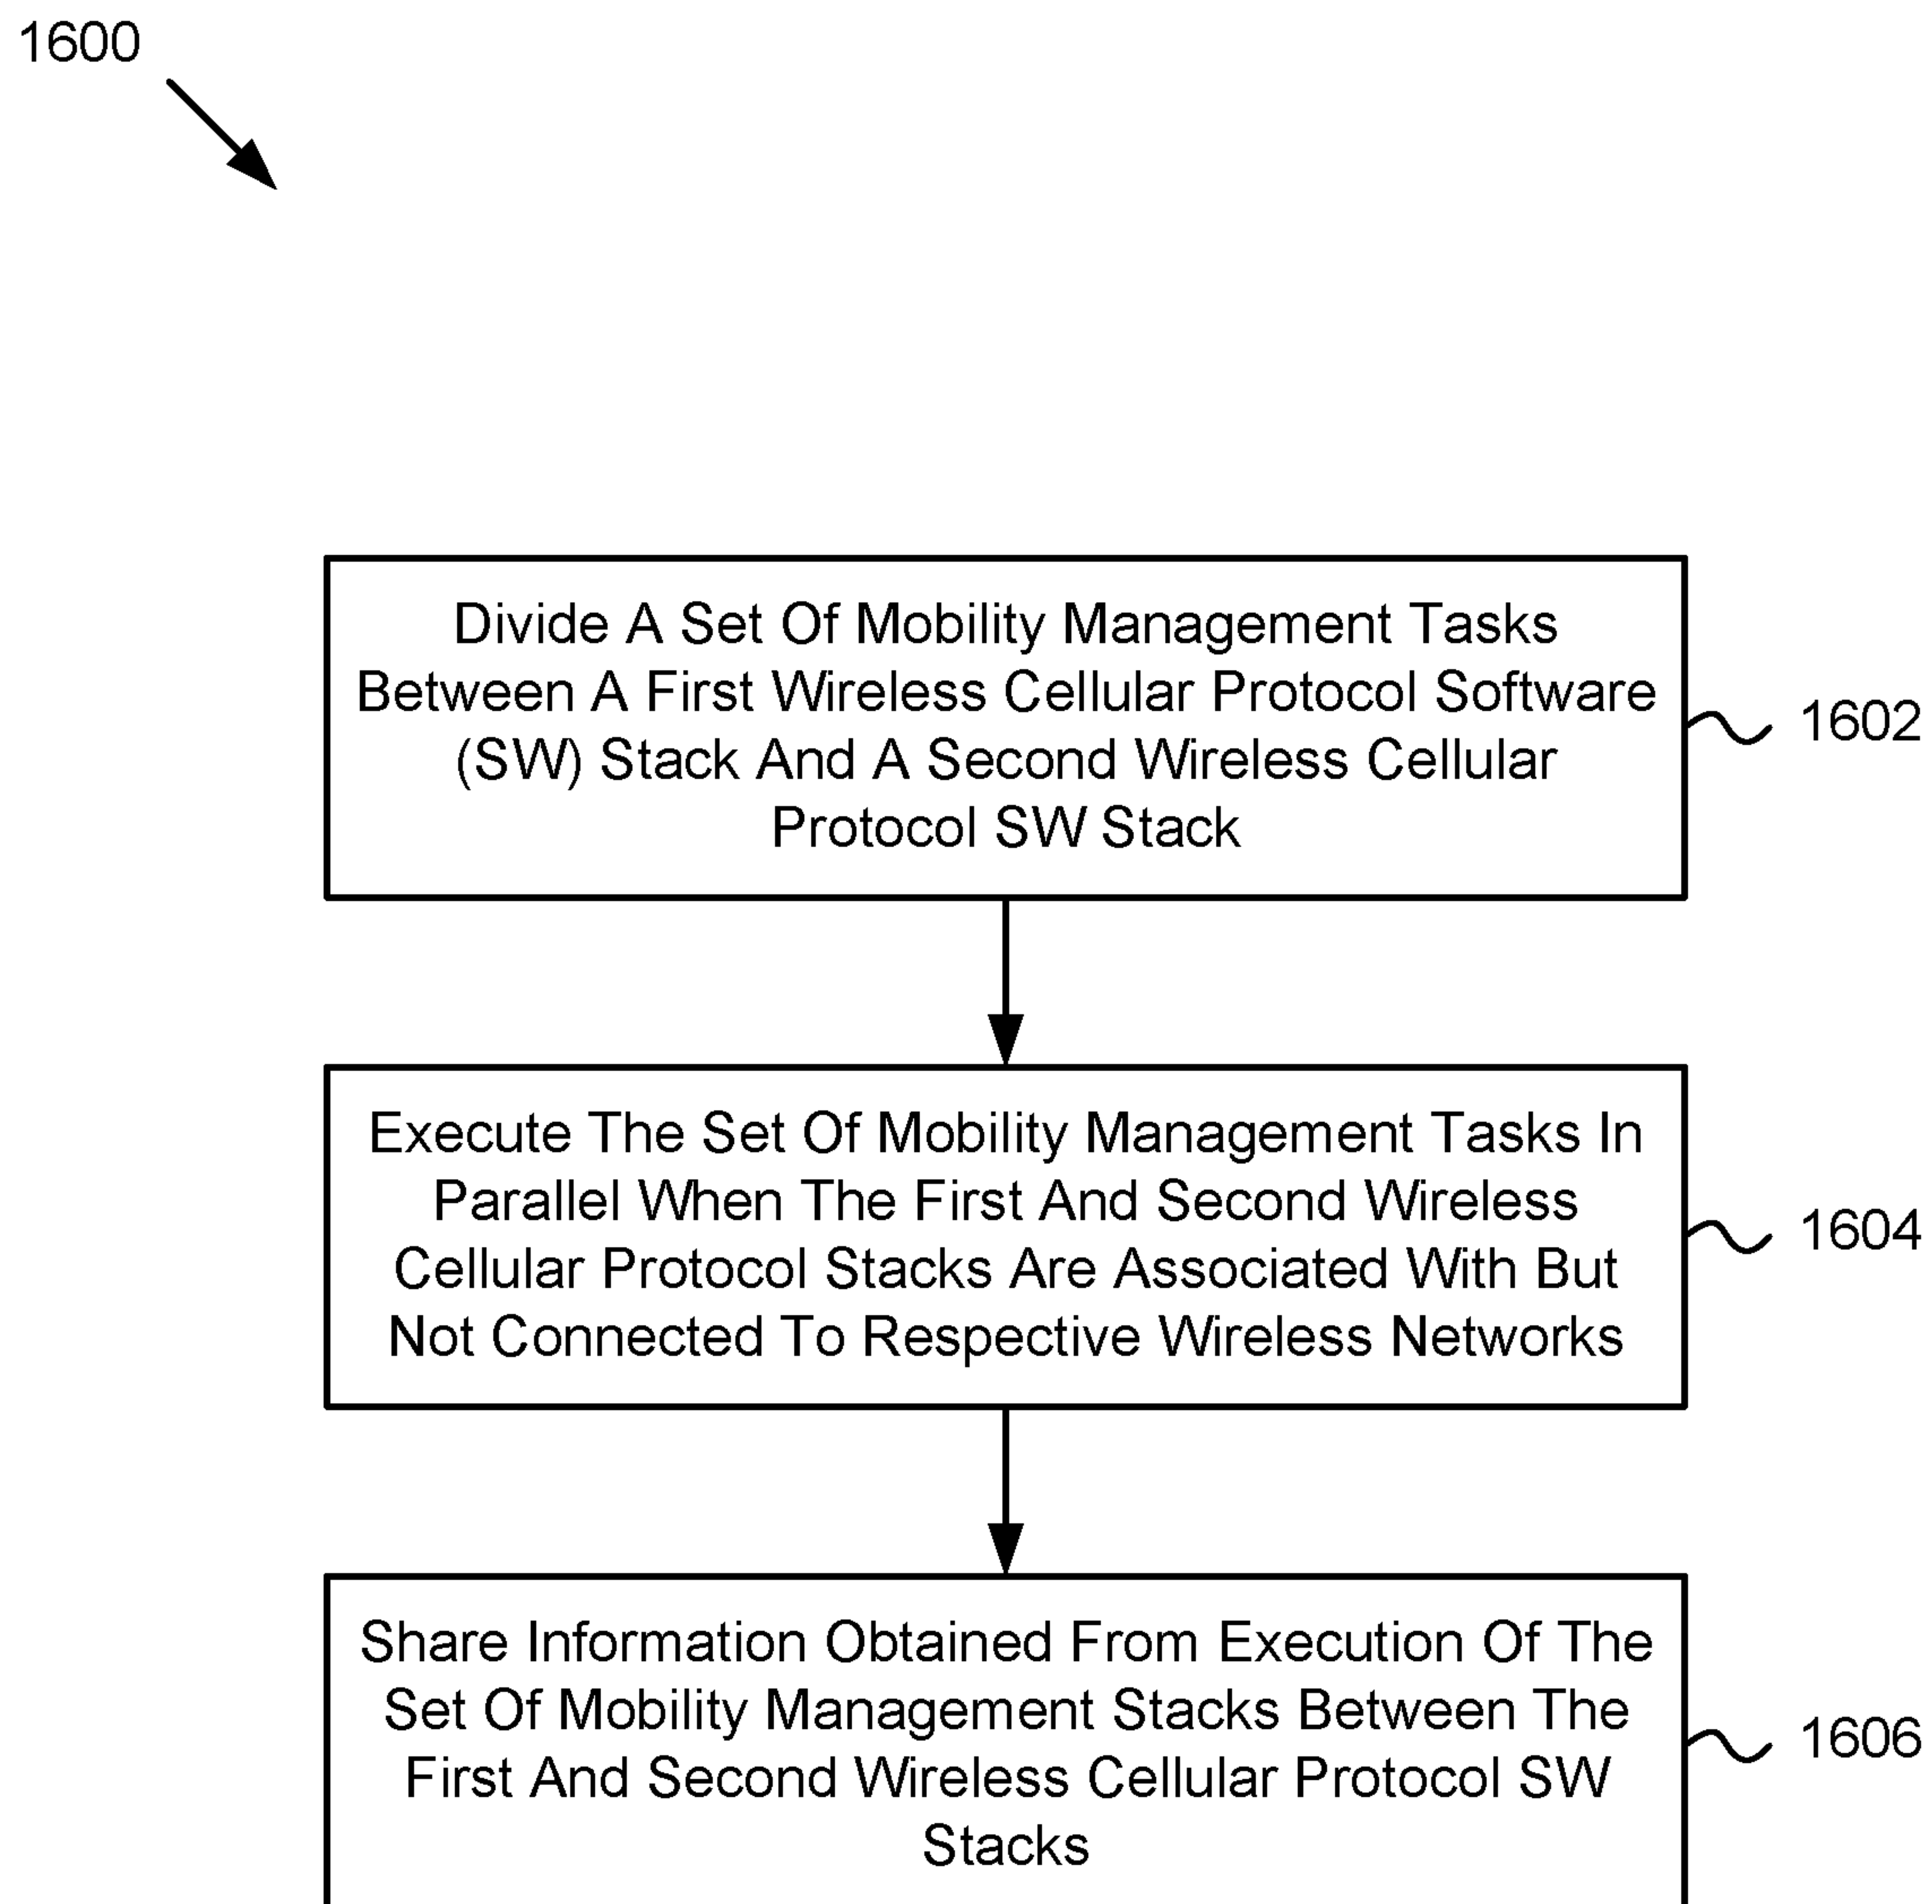 1600
Divide A Set Of Mobility Management Tasks
Between A First Wireless Cellular Protocol Software
(SW) Stack And A Second Wireless Cellular
Protocol SW Stack
1602
Execute The Set Of Mobility Management Tasks In
Parallel When The First And Second Wireless
Cellular Protocol Stacks Are Associated With But
Not Connected To Respective Wireless Networks
1604
Share Information Obtained From Execution Of The
Set Of Mobility Management Stacks Between The
First And Second Wireless Cellular Protocol SW
Stacks
1606